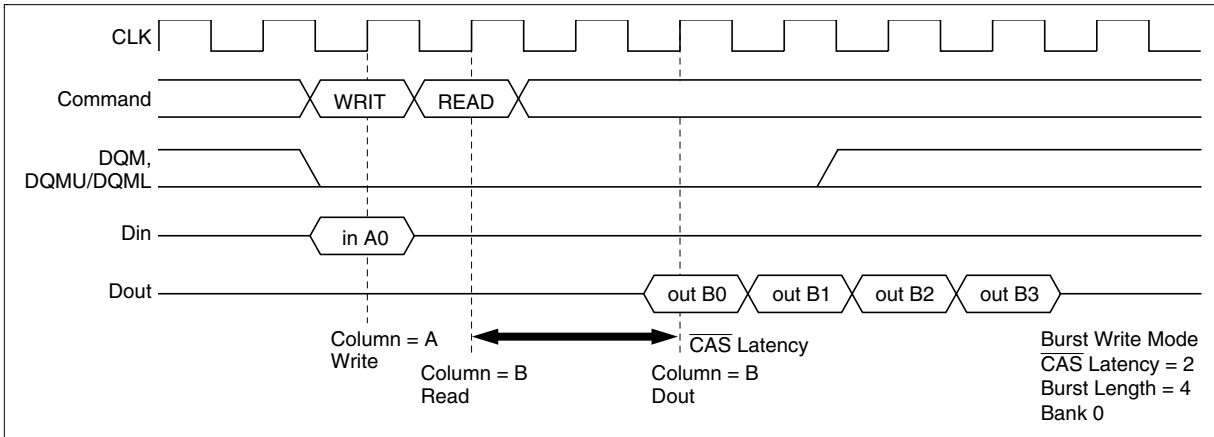 CLK
Command
WRIT
READ
DQM,
DQMU/DQML
Din
in A0
Dout
out B0
out B1
out B2
out B3
Column = A
Write
Column = B
Read
CAS Latency
Column = B
Dout
Burst Write Mode
CAS Latency = 2
Burst Length = 4
Bank 0